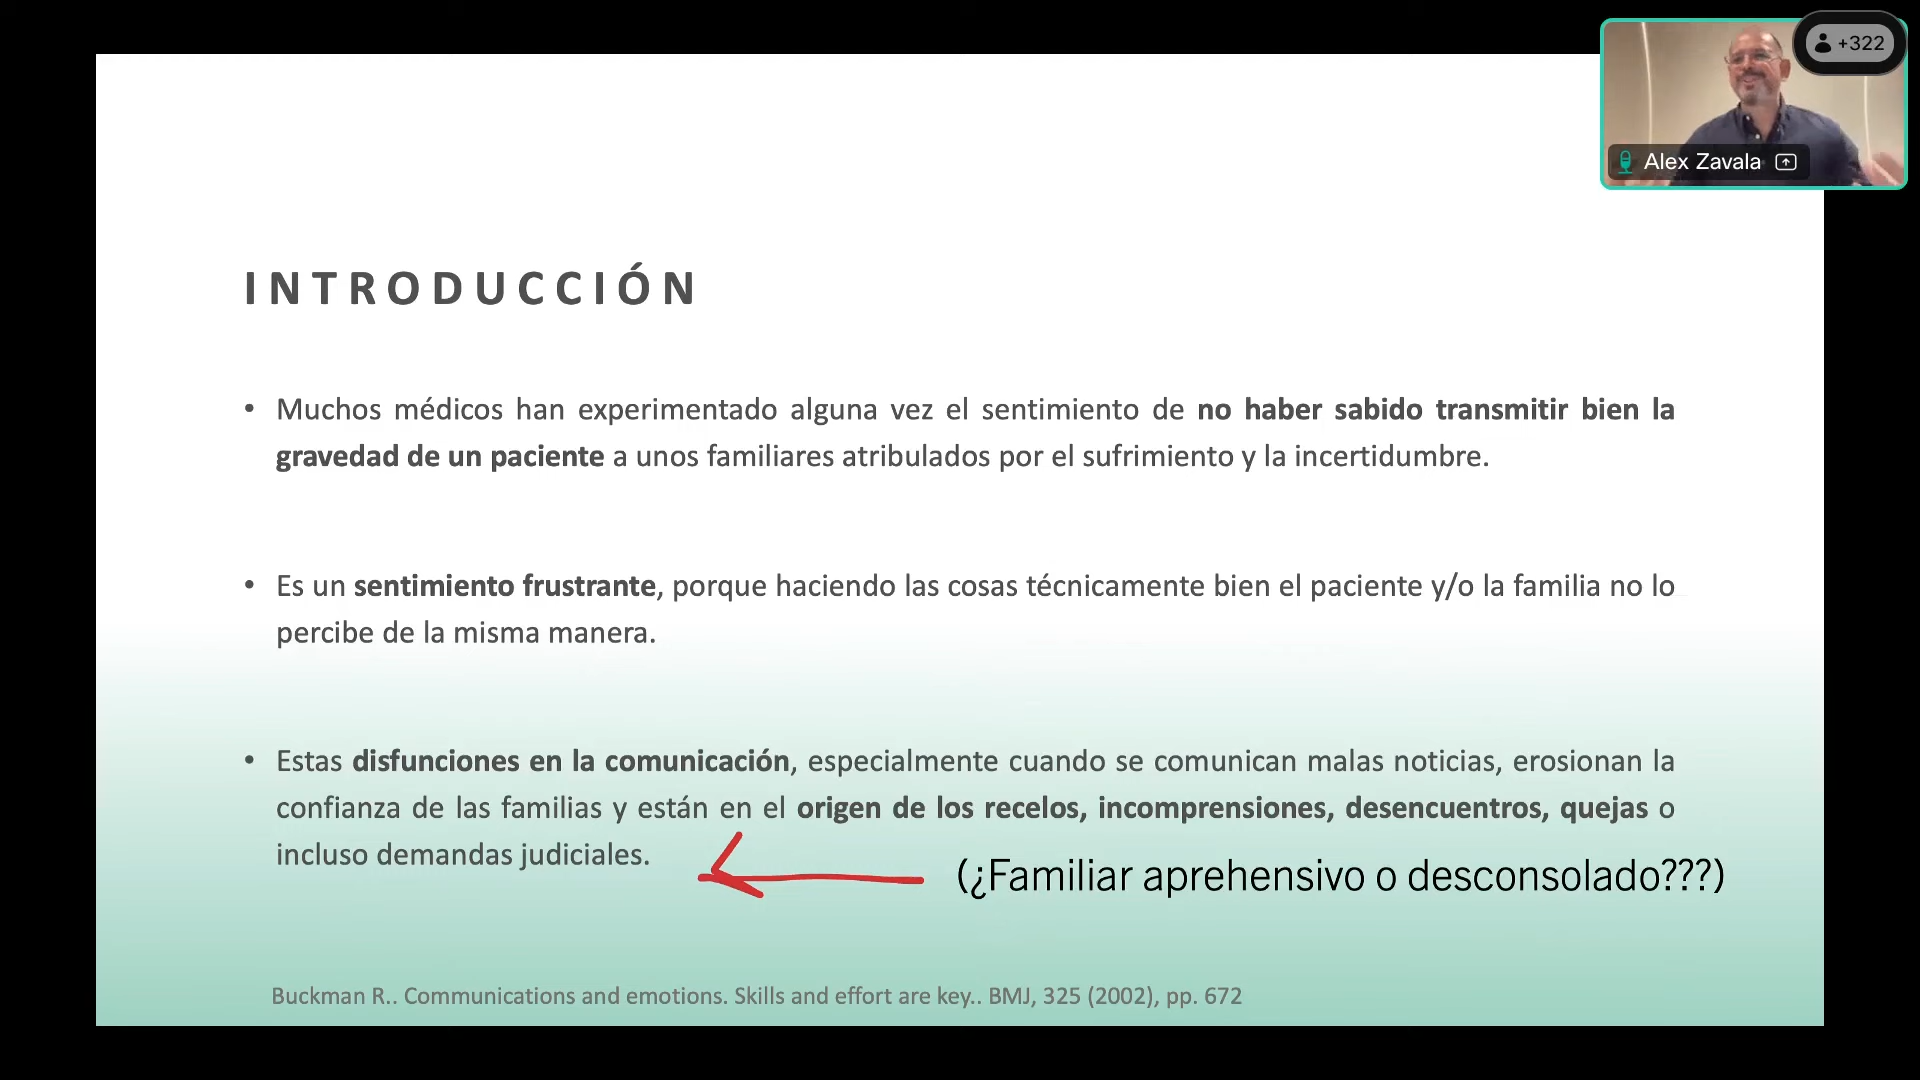 +322
Alex Zavala
INTRODUCCIÓN
• Muchos médicos han experimentado alguna vez el sentimiento de no haber sabido transmitir bien la
gravedad de un paciente a unos familiares atribulados por el sufrimiento y la incertidumbre.
• Es un sentimiento frustrante, porque haciendo las cosas técnicamente bien el paciente y/o la familia no lo
percibe de la misma manera.
• Estas disfunciones en la comunicación, especialmente cuando se comunican malas noticias, erosionan la
confianza de las familias y están en el origen de los recelos, incomprensiones, desencuentros, quejas o
incluso demandas judiciales.
(¿Familiar aprehensivo o desconsolado???)
Buckman R.. Communications and emotions. Skills and effort are key.. BMJ, 325 (2002), pp. 672